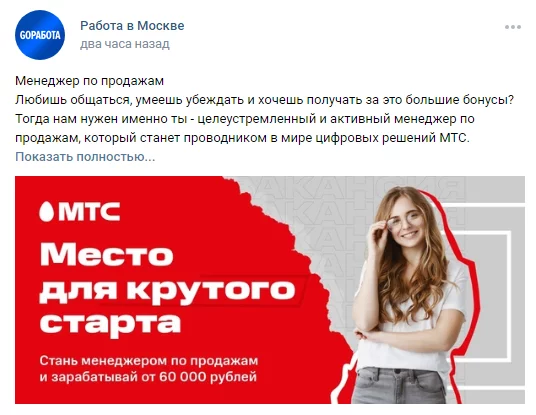 GOРАБОТА
Работа в Москве
два часа назад
Менеджер по продажам
Любишь общаться, умеешь убеждать и хочешь получать за это большие бонусы?
Тогда нам нужен именно ты - целеустремленный и активный менеджер по
продажам, который станет проводником в мире цифровых решений МТС.
Показать полностью...
МТС
Место
для крутого
старта
Стань менеджером по продажам
и зарабатывай от 60 000 рублей